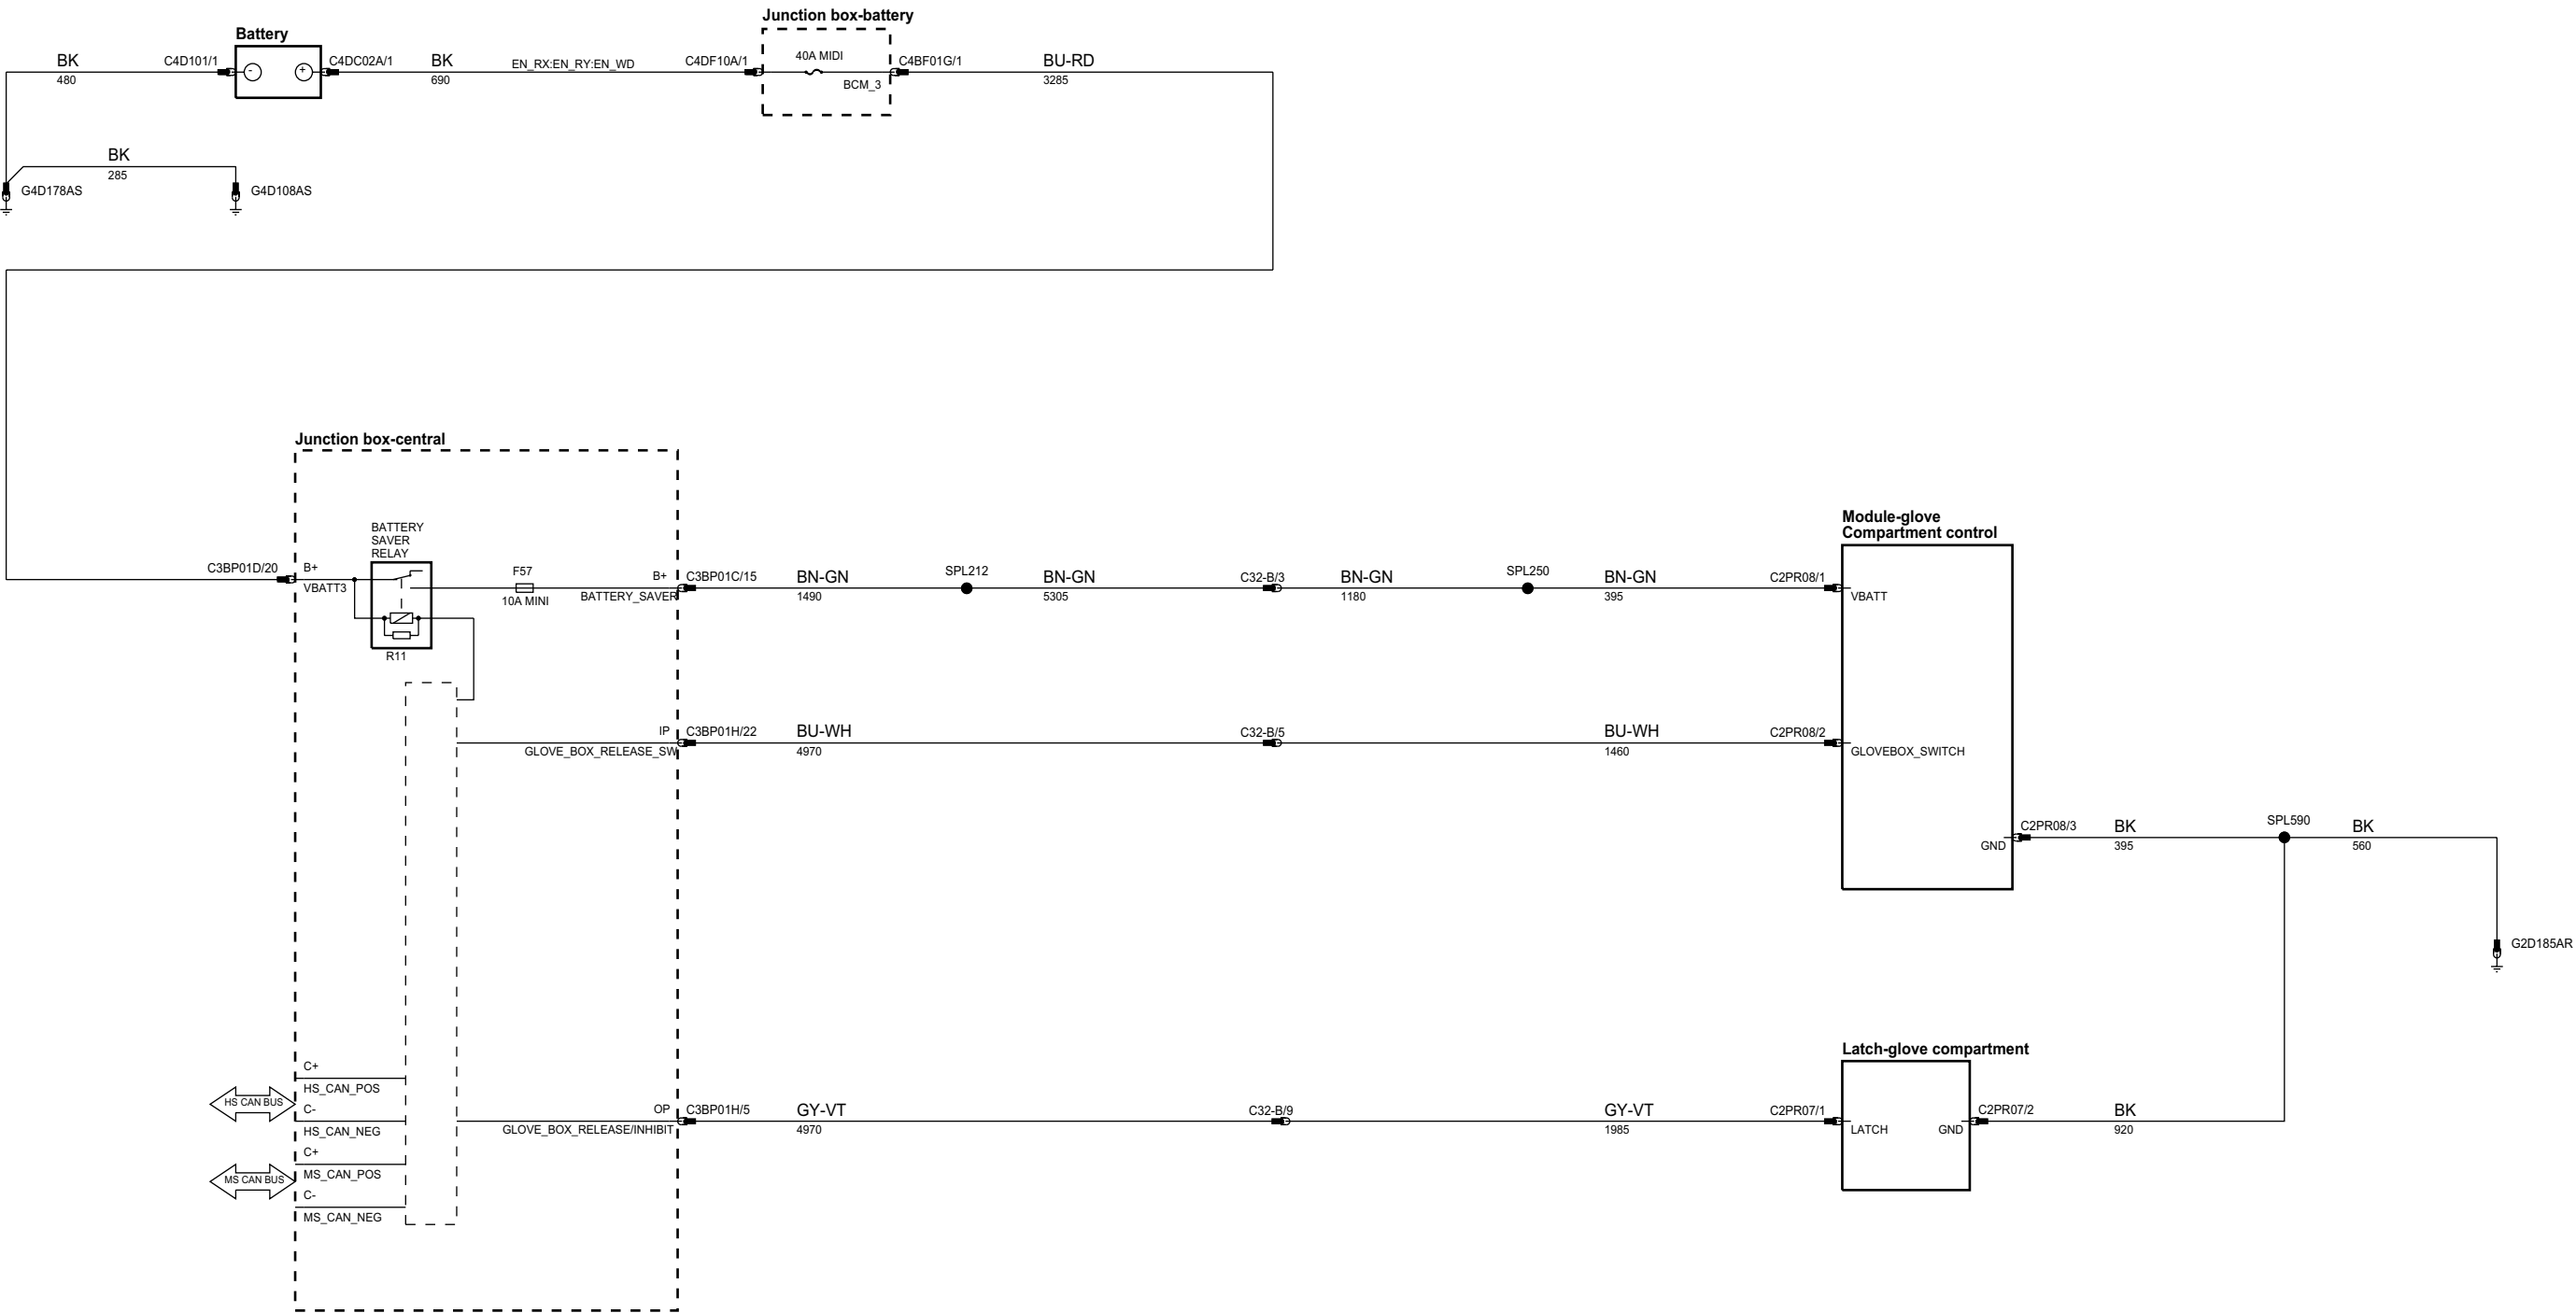 Junction box-battery
Battery
BK
480
C4D101/1
-
+
C4DC02A/1
BK
690
EN_RX:EN_RY:EN_WD
C4DF10A/1
40A MIDI
BCM_3
C4BF01G/1
BU-RD
3285
BK
285
G4D178AS
G4D108AS
Junction box-central
BATTERY
SAVER
RELAY
C3BP01D/20
B+
VBATT3
R11
F57
10A MINI
B+
BATTERY_SAVER
C3BP01C/15
BN-GN
1490
SPL212
BN-GN
5305
C32-B/3
BN-GN
1180
SPL250
BN-GN
395
C2PR08/1
Module-glove
Compartment control
VBATT
IP
GLOVE_BOX_RELEASE_SW
C3BP01H/22
BU-WH
4970
C32-B/5
BU-WH
1460
C2PR08/2
GLOVEBOX_SWITCH
GND
C2PR08/3
BK
395
SPL590
BK
560
G2D185AR
Latch-glove compartment
C+
HS_CAN_POS
HS CAN BUS
C-
HS_CAN_NEG
C+
MS_CAN_POS
MS CAN BUS
C-
MS_CAN_NEG
OP
GLOVE_BOX_RELEASE/INHIBIT
C3BP01H/5
GY-VT
4970
C32-B/9
GY-VT
1985
C2PR07/1
LATCH
GND
C2PR07/2
BK
920